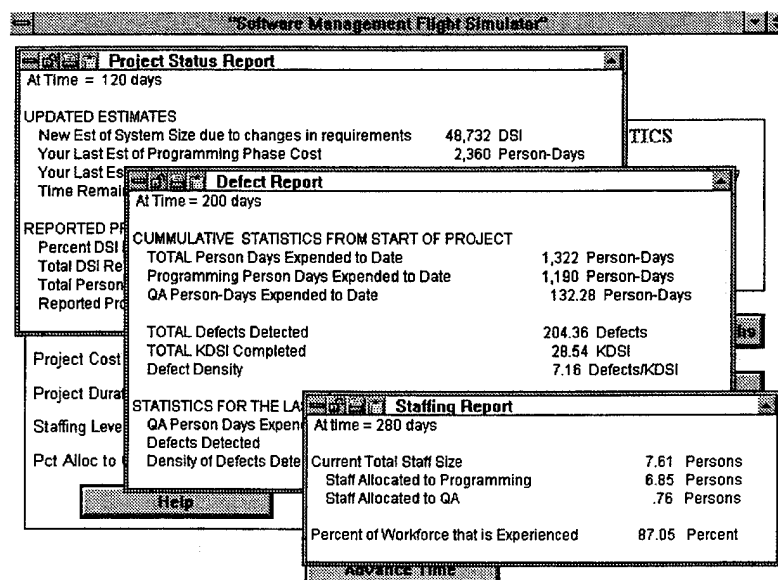 "Software Management Flight Simulator"
Project Status Report
At Time = 120 days
UPDATED ESTIMATES
New Est of System Size due to changes in requirements 48,732 DSI
Your Last Est of Programming Phase Cost 2,360 Person-Days
Your Last Es
Time Remai
REPORTED PR
Percent DSI
Total DSI Re
Total Person
Reported Pro
TICS
Defect Report
At Time = 200 days
CUMMULATIVE STATISTICS FROM START OF PROJECT
TOTAL Person Days Expended to Date 1,322 Person-Days
Programming Person Days Expended to Date 1,190 Person-Days
QA Person-Days Expended to Date 132.28 Person-Days
TOTAL Defects Detected 204.36 Defects
TOTAL KDSI Completed 28.54 KDSI
Defect Density 7.16 Defects/KDSI
STATISTICS FOR THE LA
QA Person Days Expen
Defects Detected
Density of Defects Dete
Project Cost
Project Durat
Staffing Leve
Pct Alloc to
Help
Staffing Report
At time = 280 days
Current Total Staff Size 7.61 Persons
Staff Allocated to Programming 6.85 Persons
Staff Allocated to QA .76 Persons
Percent of Workforce that is Experienced 87.05 Percent
Advance Time